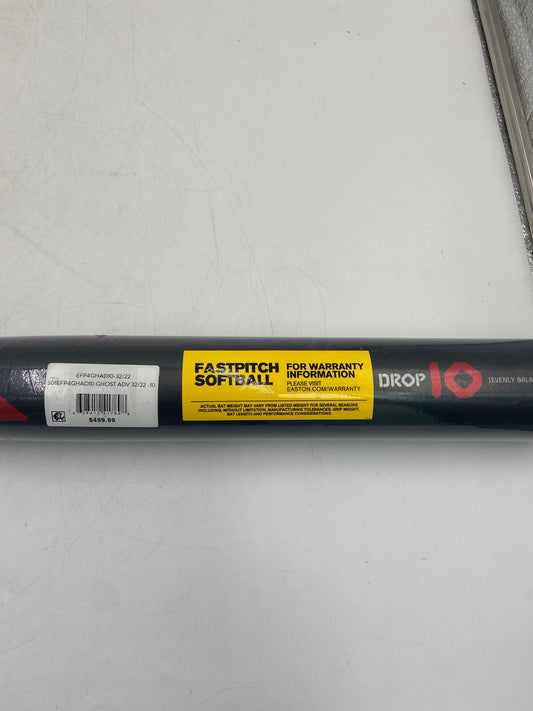 EFP4GHAD10-32/22
S01EFP4GHAD10 GHOST ADV 32/22 -10
$499.99
FASTPITCH
SOFTBALL
FOR WARRANTY
INFORMATION
PLEASE VISIT
EASTON.COM/WARRANTY
ACTUAL BAT WEIGHT MAY VARY FROM LISTED WEIGHT FOR SEVERAL REASONS
INCLUDING, WITHOUT LIMITATION, MANUFACTURING TOLERANCES, GRIP WEIGHT,
BAT LENGTH AND PERFORMANCE CONSIDERATIONS.
DROP 10
[EVENLY BALA